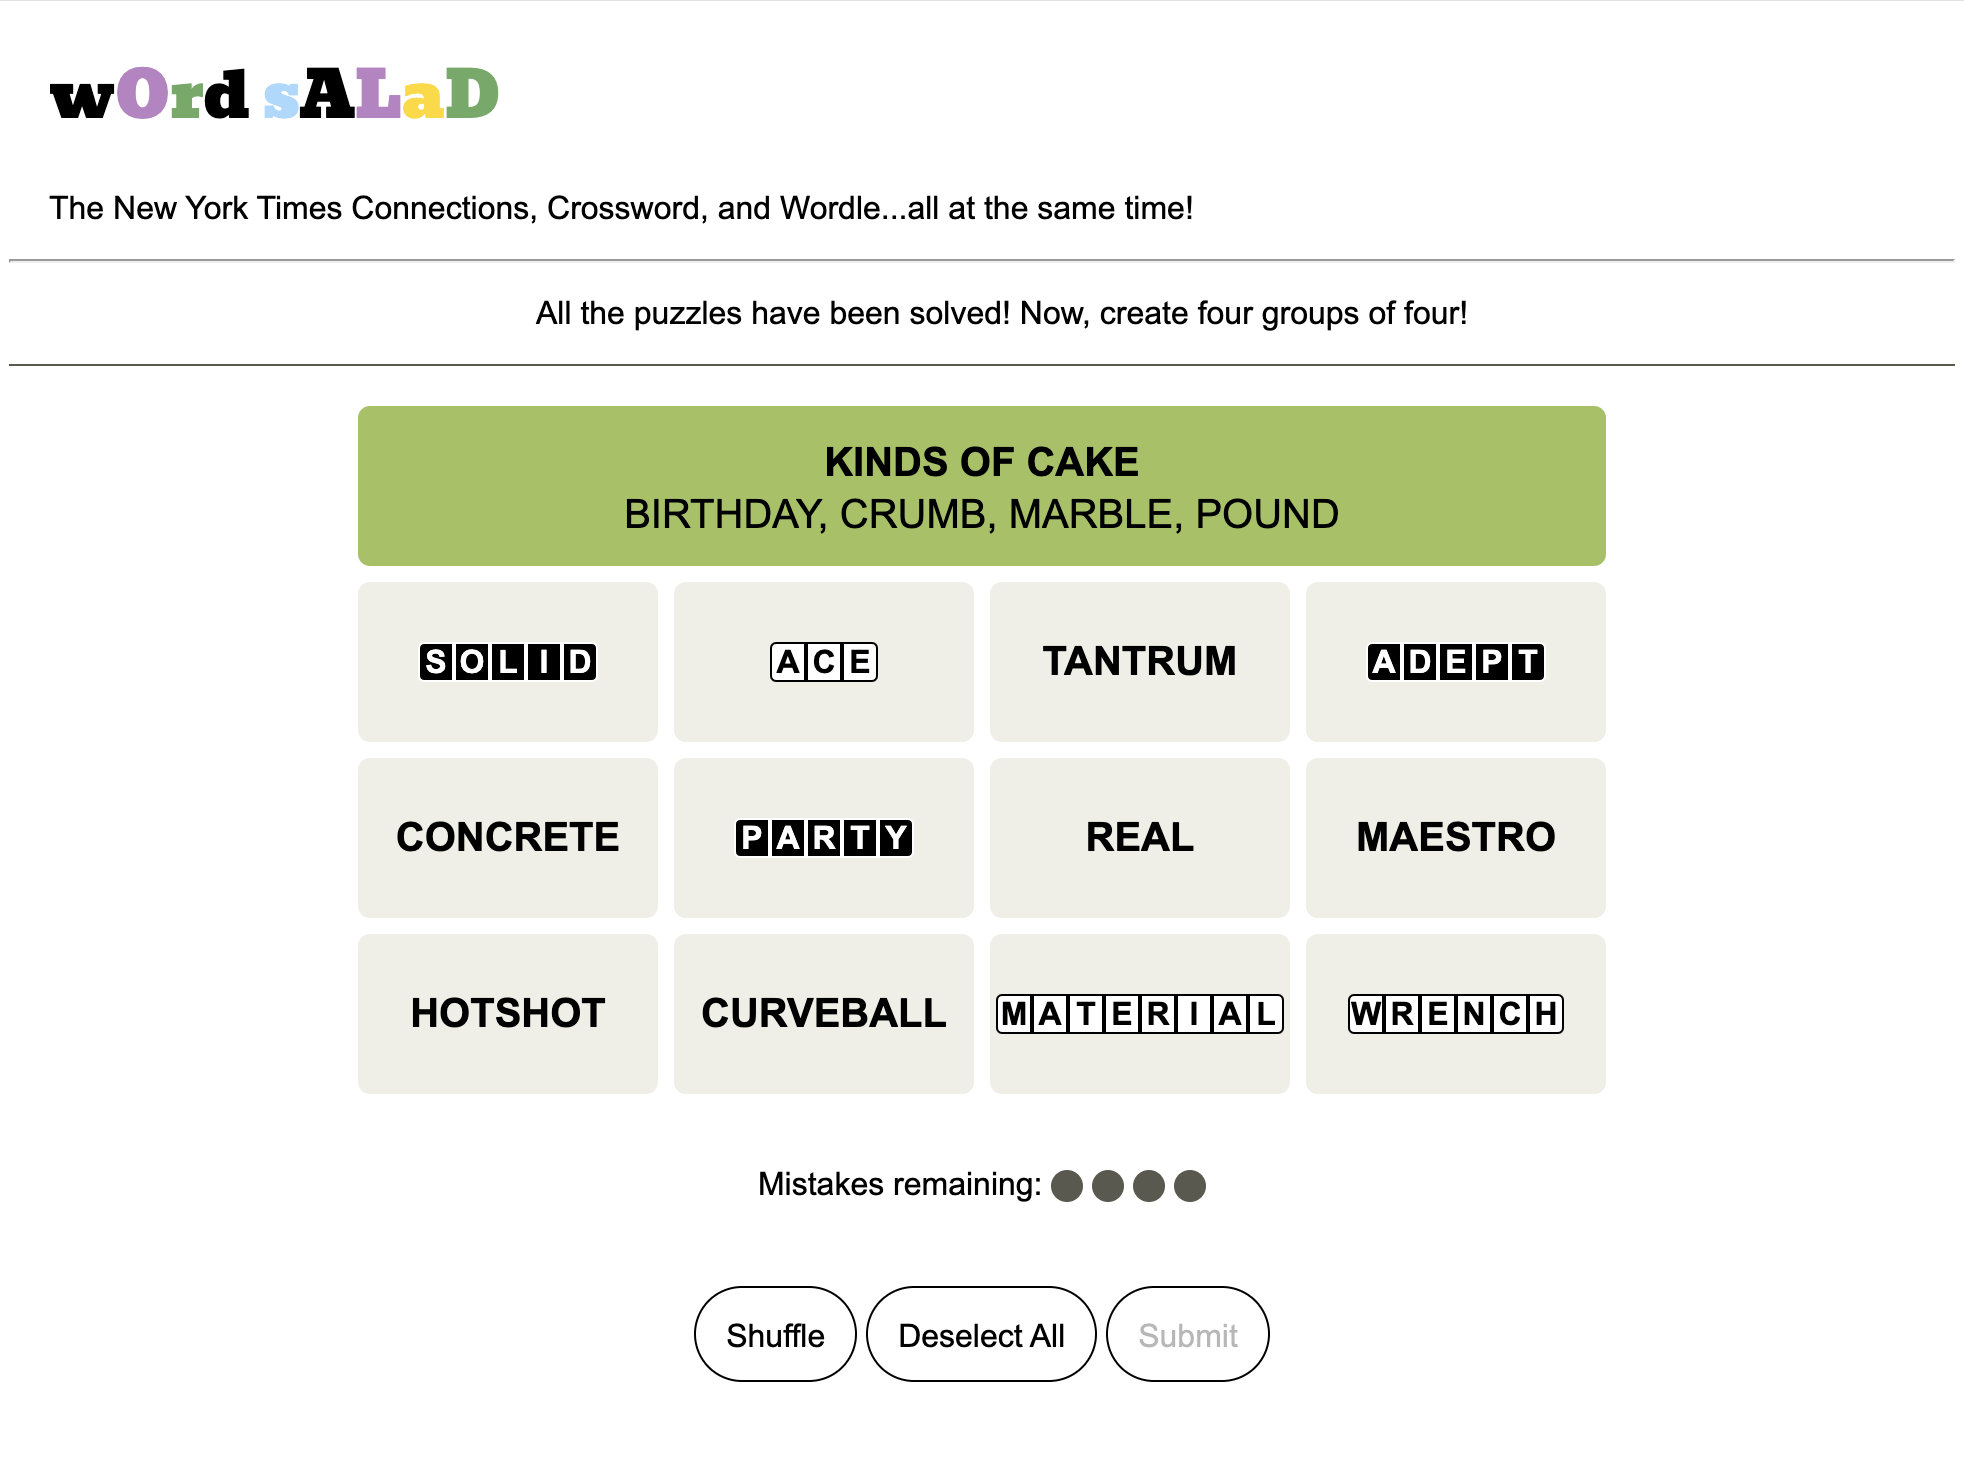 wOrd sALaD
The New York Times Connections, Crossword, and Wordle...all at the same time!
All the puzzles have been solved! Now, create four groups of four!
KINDS OF CAKE
BIRTHDAY, CRUMB, MARBLE, POUND
SOLID ACE TANTRUM ADEPT
CONCRETE PARTY REAL MAESTRO
HOTSHOT CURVEBALL MATERIAL WRENCH
Mistakes remaining:
Shuffle Deselect All Submit